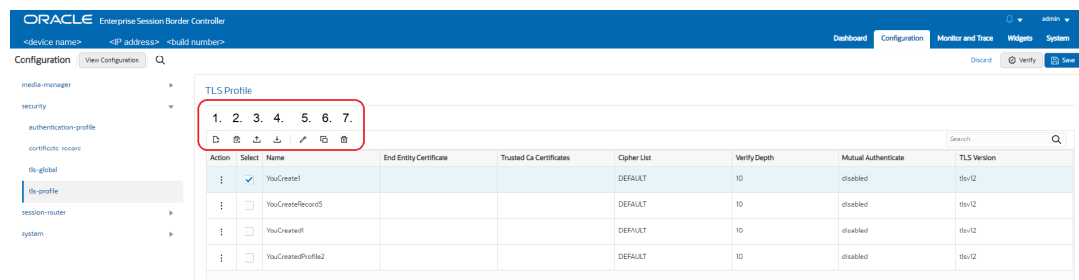 ORACLE Enterprise Session Border Controller
admin
<device name> <IP address> <build number>
Dashboard Configuration Monitor and Trace Widgets System
Configuration View Configuration
Discard Verify Save
media-manager
security
authentication-profile
certificate-record
tls-global
tls-profile
session-router
system
TLS Profile
1. 2. 3. 4. 5. 6. 7.
Search
Action Select Name End Entity Certificate Trusted Ca Certificates Cipher List Verify Depth Mutual Authenticate TLS Version
YouCreate1 DEFAULT 10 disabled tlsv12
YouCreateRecord5 DEFAULT 10 disabled tlsv12
YouCreated1 DEFAULT 10 disabled tlsv12
YouCreatedProfile2 DEFAULT 10 disabled tlsv12